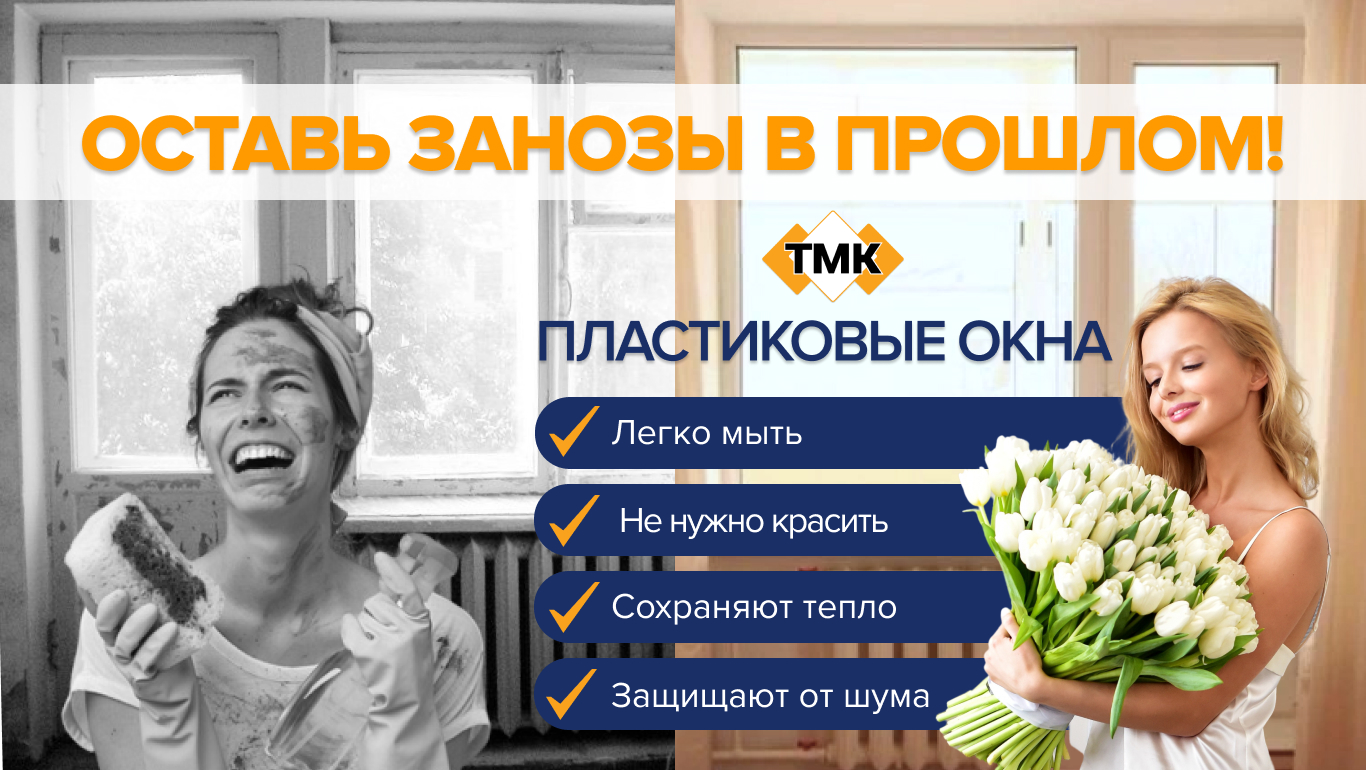 ОСТАВЬ ЗАНОЗЫ В ПРОШЛОМ!
ТМК
ПЛАСТИКОВЫЕ ОКНА
Легко мыть
Не нужно красить
Сохраняют тепло
Защищают от шума